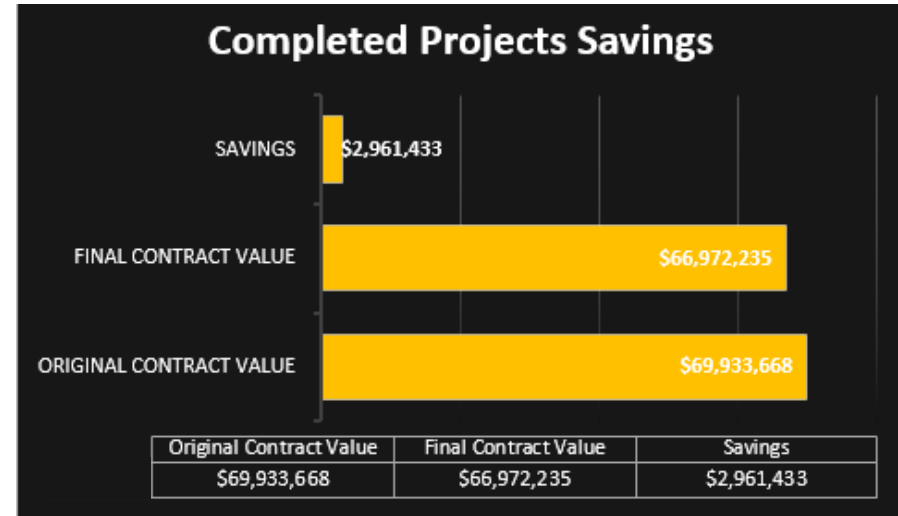 Completed Projects Savings
SAVINGS
$2,961,433
FINAL CONTRACT VALUE
$66,972,235
ORIGINAL CONTRACT VALUE
$69,933,668
Original Contract Value Final Contract Value Savings
$69,933,668 $66,972,235 $2,961,433